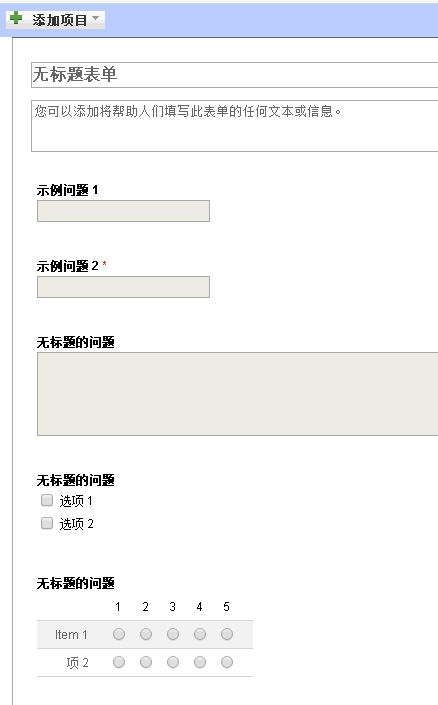 添加项目
无标题表单
您可以添加将帮助人们填写此表单的任何文本或信息。
示例问题 1
示例问题 2 *
无标题的问题
无标题的问题
选项 1
选项 2
无标题的问题
1 2 3 4 5
Item 1
项 2